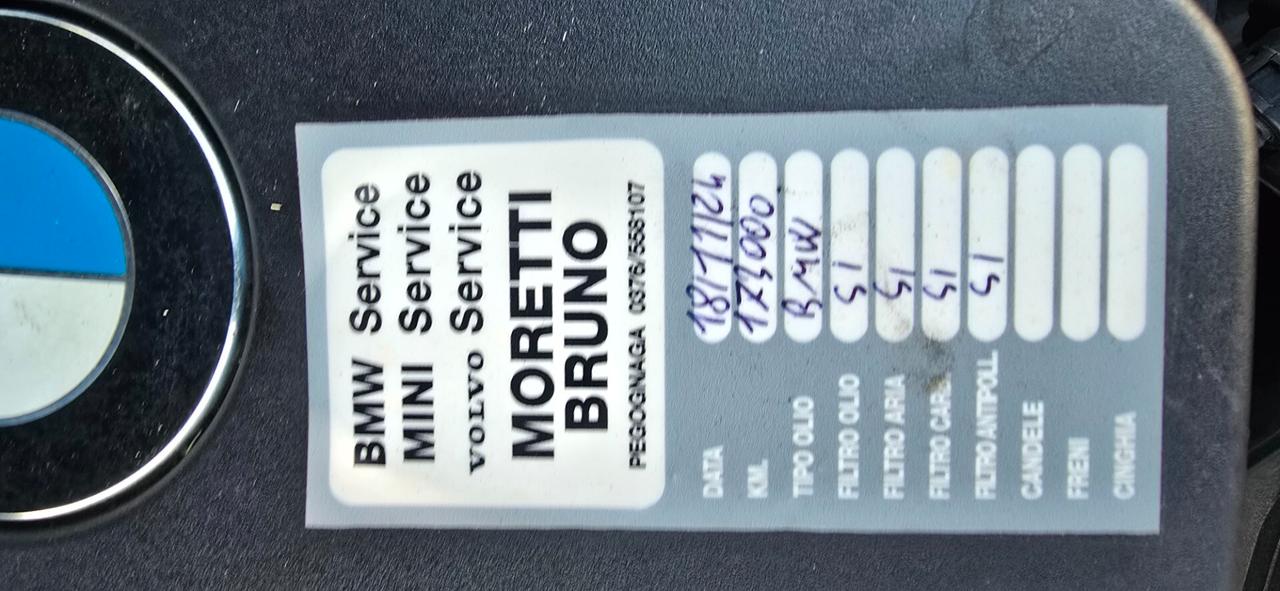 BMW Service
MINI Service
VOLVO Service
MORETTI
BRUNO
PEGOGNAGA 0376/558107
DATA 18/11/24
KM. 173000
TIPO OLIO BMW
FILTRO OLIO SI
FILTRO ARIA SI
FILTRO CARB. SI
FILTRO ANTIPOLL. SI
CANDELE
FRENI
CINGHIA